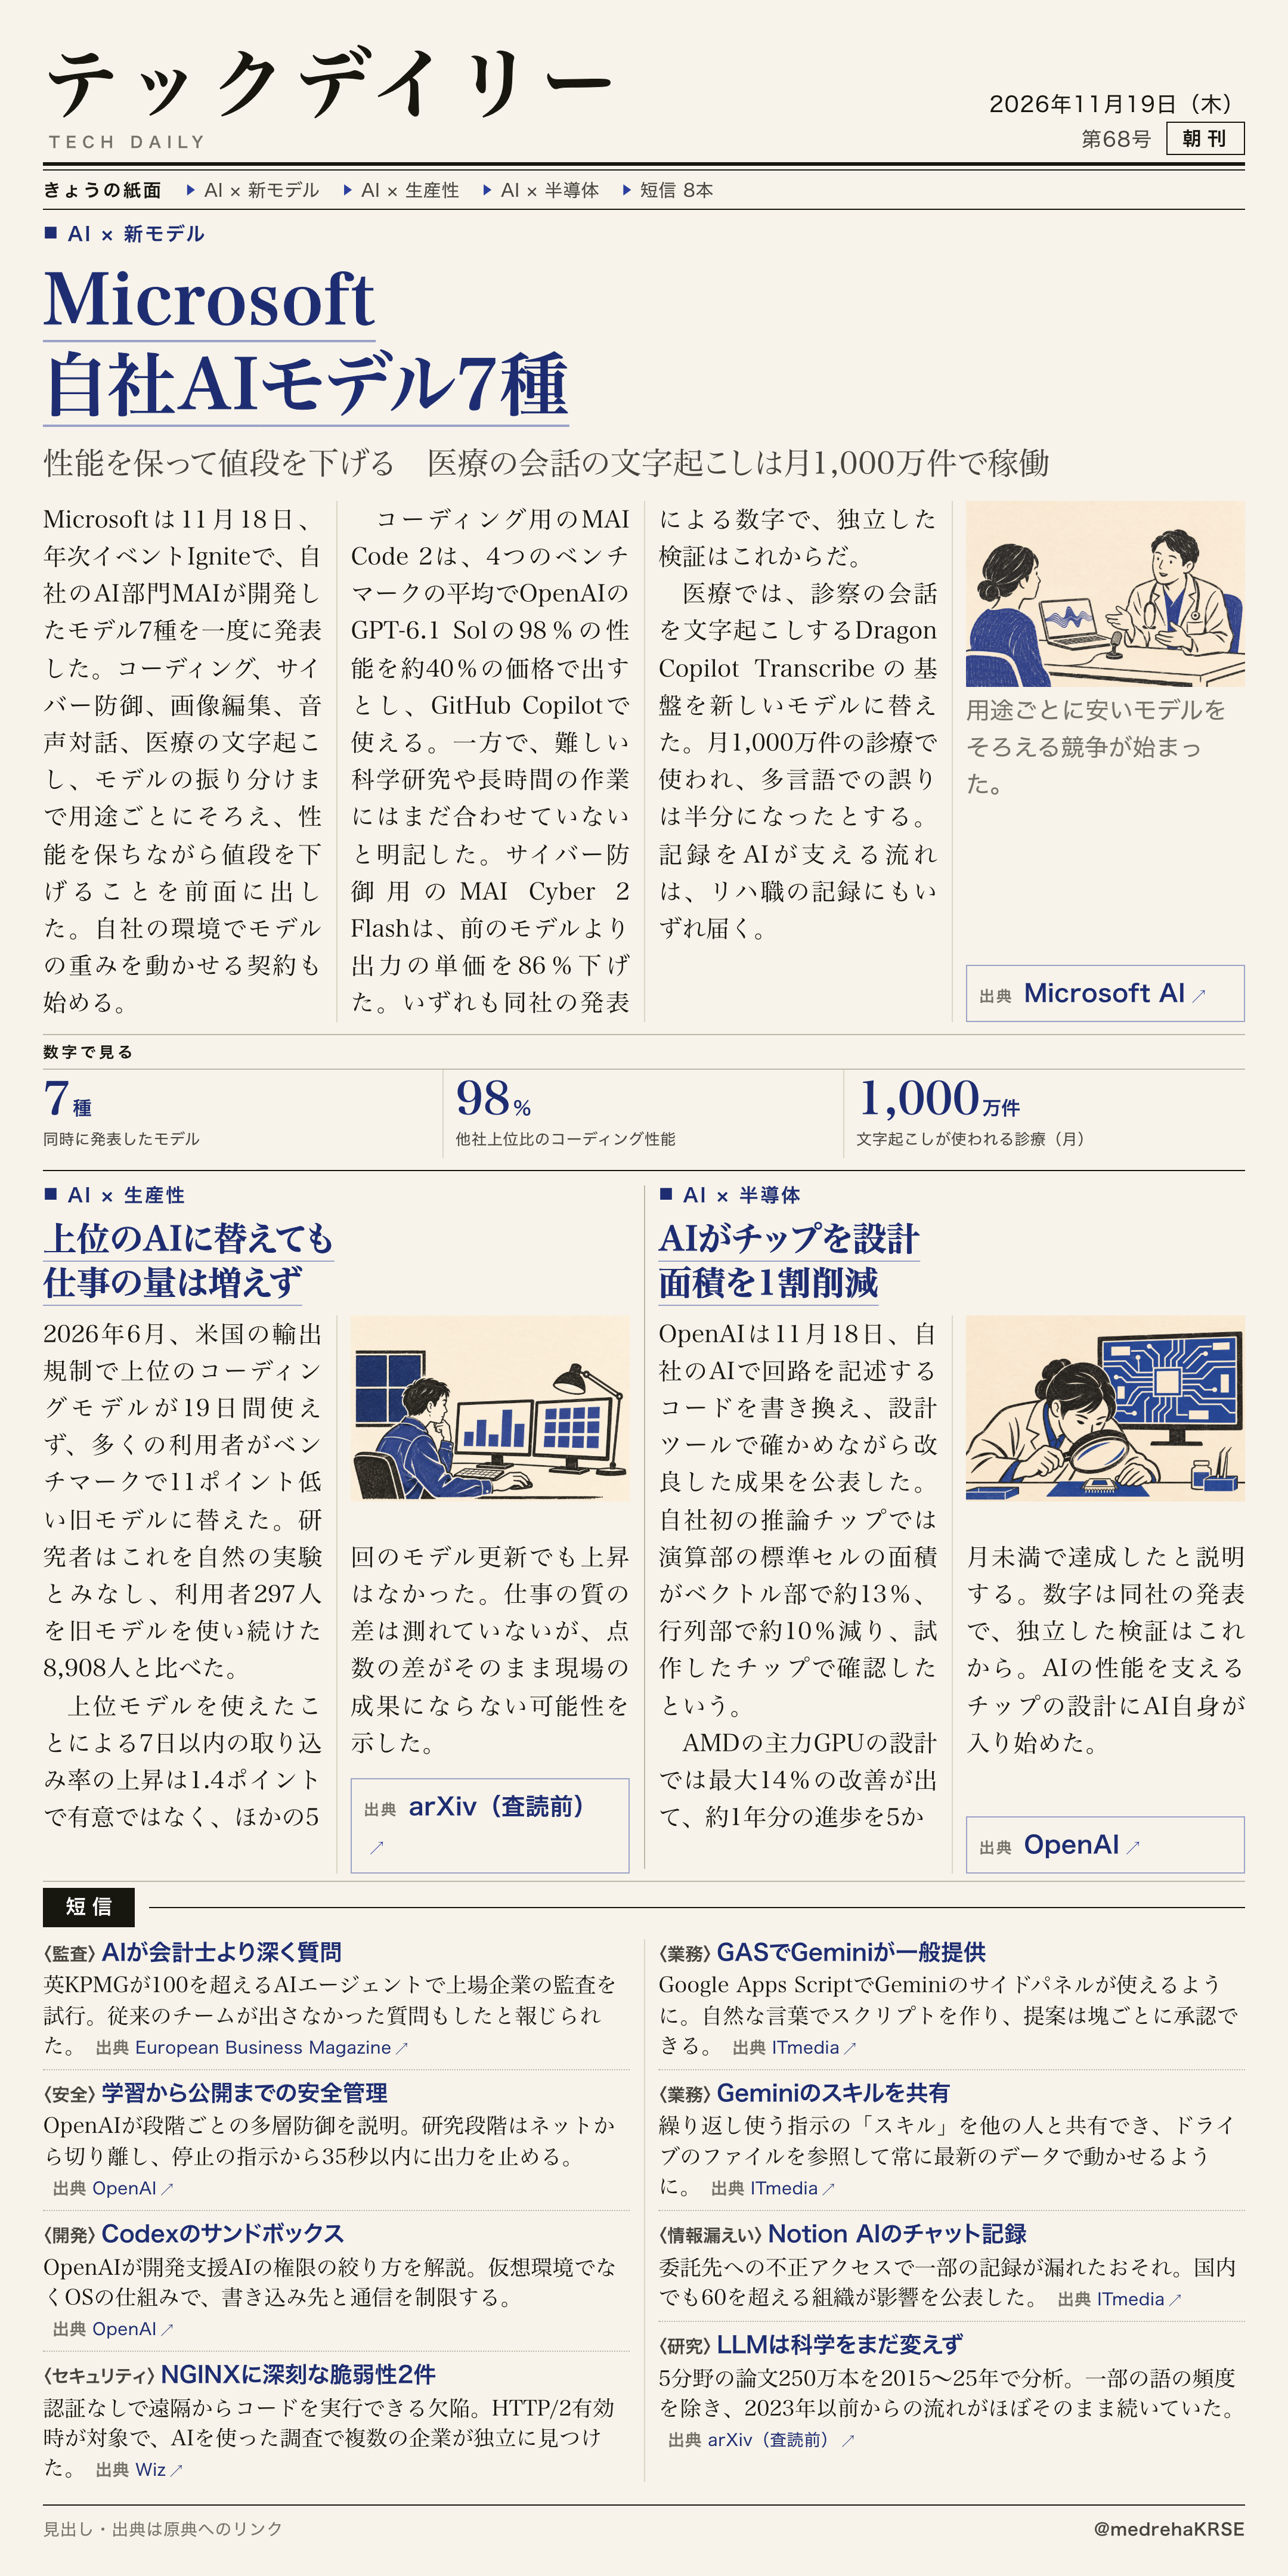 テックデイリー
TECH DAILY
2026年11月19日（木）
第68号 朝刊
きょうの紙面 ▶ AI × 新モデル ▶ AI × 生産性 ▶ AI × 半導体 ▶ 短信 8本
■ AI × 新モデル
Microsoft
自社AIモデル7種
性能を保って値段を下げる　医療の会話の文字起こしは月1,000万件で稼働
Microsoftは11月18日、
年次イベントIgniteで、自
社のAI部門MAIが開発し
たモデル7種を一度に発表
した。コーディング、サイ
バー防御、画像編集、音
声対話、医療の文字起こ
し、モデルの振り分けま
で用途ごとにそろえ、性
能を保ちながら値段を下
げることを前面に出し
た。自社の環境でモデル
の重みを動かせる契約も
始める。
　コーディング用のMAI
Code 2は、4つのベンチ
マークの平均でOpenAIの
GPT-6.1 Solの98％の性
能を約40％の価格で出す
とし、GitHub Copilotで
使える。一方で、難しい
科学研究や長時間の作業
にはまだ合わせていない
と明記した。サイバー防
御用のMAI Cyber 2
Flashは、前のモデルより
出力の単価を86％下げ
た。いずれも同社の発表
による数字で、独立した
検証はこれからだ。
　医療では、診察の会話
を文字起こしするDragon
Copilot Transcribeの基
盤を新しいモデルに替え
た。月1,000万件の診療で
使われ、多言語での誤り
は半分になったとする。
記録をAIが支える流れ
は、リハ職の記録にもい
ずれ届く。
用途ごとに安いモデルを
そろえる競争が始まっ
た。
出典 Microsoft AI ↗
数字で見る
7種
同時に発表したモデル
98%
他社上位比のコーディング性能
1,000万件
文字起こしが使われる診療（月）
■ AI × 生産性
上位のAIに替えても
仕事の量は増えず
2026年6月、米国の輸出
規制で上位のコーディン
グモデルが19日間使え
ず、多くの利用者がベン
チマークで11ポイント低
い旧モデルに替えた。研
究者はこれを自然の実験
とみなし、利用者297人
を旧モデルを使い続けた
8,908人と比べた。
　上位モデルを使えたこ
とによる7日以内の取り込
み率の上昇は1.4ポイント
で有意ではなく、ほかの5
回のモデル更新でも上昇
はなかった。仕事の質の
差は測れていないが、点
数の差がそのまま現場の
成果にならない可能性を
示した。
出典 arXiv（査読前）
↗
■ AI × 半導体
AIがチップを設計
面積を1割削減
OpenAIは11月18日、自
社のAIで回路を記述する
コードを書き換え、設計
ツールで確かめながら改
良した成果を公表した。
自社初の推論チップでは
演算部の標準セルの面積
がベクトル部で約13％、
行列部で約10％減り、試
作したチップで確認した
という。
　AMDの主力GPUの設計
では最大14％の改善が出
て、約1年分の進歩を5か
月未満で達成したと説明
する。数字は同社の発表
で、独立した検証はこれ
から。AIの性能を支える
チップの設計にAI自身が
入り始めた。
出典 OpenAI ↗
短信
〈監査〉AIが会計士より深く質問
英KPMGが100を超えるAIエージェントで上場企業の監査を
試行。従来のチームが出さなかった質問もしたと報じられ
た。 出典 European Business Magazine ↗
〈安全〉学習から公開までの安全管理
OpenAIが段階ごとの多層防御を説明。研究段階はネットか
ら切り離し、停止の指示から35秒以内に出力を止める。
出典 OpenAI ↗
〈開発〉Codexのサンドボックス
OpenAIが開発支援AIの権限の絞り方を解説。仮想環境でな
くOSの仕組みで、書き込み先と通信を制限する。
出典 OpenAI ↗
〈セキュリティ〉NGINXに深刻な脆弱性2件
認証なしで遠隔からコードを実行できる欠陥。HTTP/2有効
時が対象で、AIを使った調査で複数の企業が独立に見つけ
た。 出典 Wiz ↗
〈業務〉GASでGeminiが一般提供
Google Apps ScriptでGeminiのサイドパネルが使えるよう
に。自然な言葉でスクリプトを作り、提案は塊ごとに承認で
きる。 出典 ITmedia ↗
〈業務〉Geminiのスキルを共有
繰り返し使う指示の「スキル」を他の人と共有でき、ドライ
ブのファイルを参照して常に最新のデータで動かせるよう
に。 出典 ITmedia ↗
〈情報漏えい〉Notion AIのチャット記録
委託先への不正アクセスで一部の記録が漏れたおそれ。国内
でも60を超える組織が影響を公表した。 出典 ITmedia ↗
〈研究〉LLMは科学をまだ変えず
5分野の論文250万本を2015〜25年で分析。一部の語の頻度
を除き、2023年以前からの流れがほぼそのまま続いていた。
出典 arXiv（査読前） ↗
見出し・出典は原典へのリンク
@medrehaKRSE